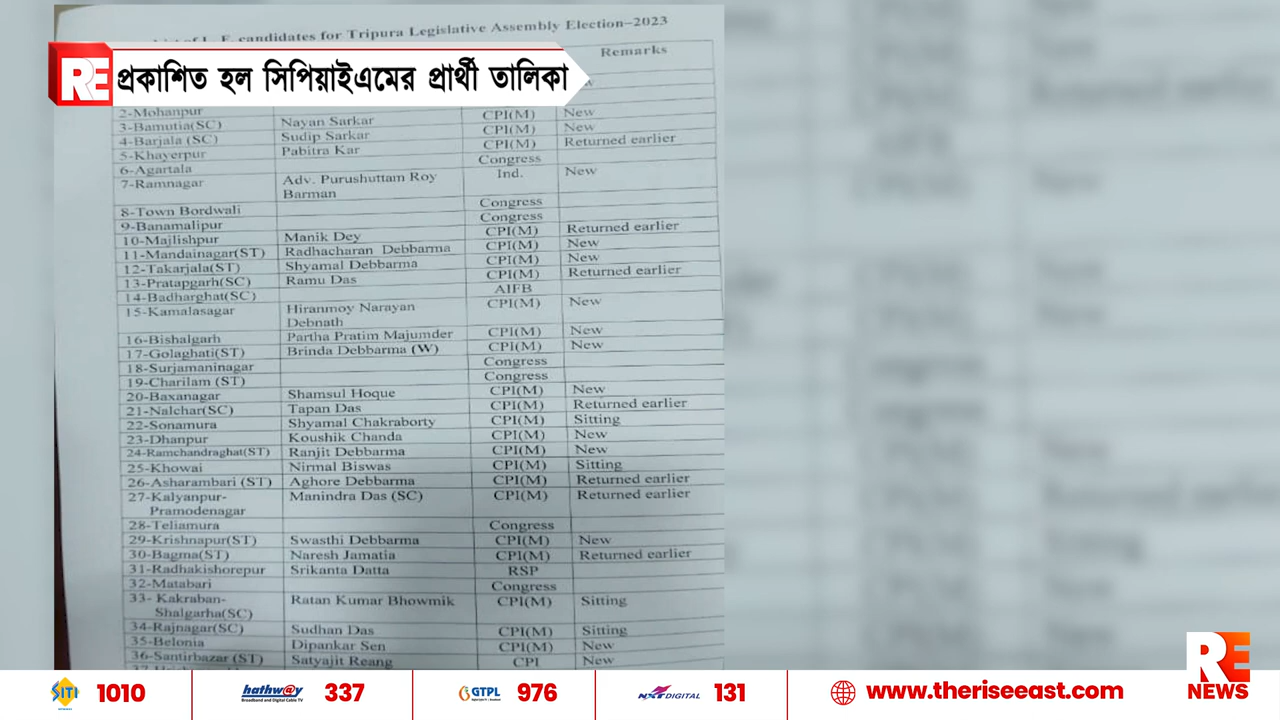 F. candidates for Tripura Legislative Assembly Election–2023
Remarks
RE প্রকাশিত হল সিপিয়াইএমের প্রার্থী তালিকা
2-Mohanpur CPI(M) New
3-Bamutia(SC) Nayan Sarkar CPI(M) New
4-Barjala (SC) Sudip Sarkar CPI(M) Returned earlier
5-Khayerpur Pabitra Kar Congress
6-Agartala Ind. New
7-Ramnagar Adv. Purushuttam Roy
Barman
8-Town Bordwali Congress
9-Banamalipur Congress
10-Majlishpur Manik Dey CPI(M) Returned earlier
11-Mandainagar(ST) Radhacharan Debbarma CPI(M) New
12-Takarjala(ST) Shyamal Debbarma CPI(M) New
13-Pratapgarh(SC) Ramu Das CPI(M) Returned earlier
14-Badharghat(SC) AIFB
15-Kamalasagar Hiranmoy Narayan CPI(M) New
Debnath
16-Bishalgarh Partha Pratim Majumder CPI(M) New
17-Golaghati(ST) Brinda Debbarma (W) CPI(M) New
18-Surjamaninagar Congress
19-Charilam (ST) Congress
20-Baxanagar Shamsul Hoque CPI(M) New
21-Nalchar(SC) Tapan Das CPI(M) Returned earlier
22-Sonamura Shyamal Chakraborty CPI(M) Sitting
23-Dhanpur Koushik Chanda CPI(M) New
24-Ramchandraghat(ST) Ranjit Debbarma CPI(M) New
25-Khowai Nirmal Biswas CPI(M) Sitting
26-Asharambari (ST) Aghore Debbarma CPI(M) Returned earlier
27-Kalyanpur- Manindra Das (SC) CPI(M) Returned earlier
Pramodenagar
28-Teliamura Congress
29-Krishnapur(ST) Swasthi Debbarma CPI(M) New
30-Bagma(ST) Naresh Jamatia CPI(M) Returned earlier
31-Radhakishorepur Srikanta Datta RSP
32-Matabari Congress
33- Kakraban- Ratan Kumar Bhowmik CPI(M) Sitting
Shalgarha(SC)
34-Rajnagar(SC) Sudhan Das CPI(M) Sitting
35-Belonia Dipankar Sen CPI(M) New
36-Santirbazar (ST) Satyajit Reang CPI New
RE NEWS
SITI 1010 hathway Broadband and Digital Cable TV 337 GTPL 976 NXT DIGITAL 131 www.theriseeast.com